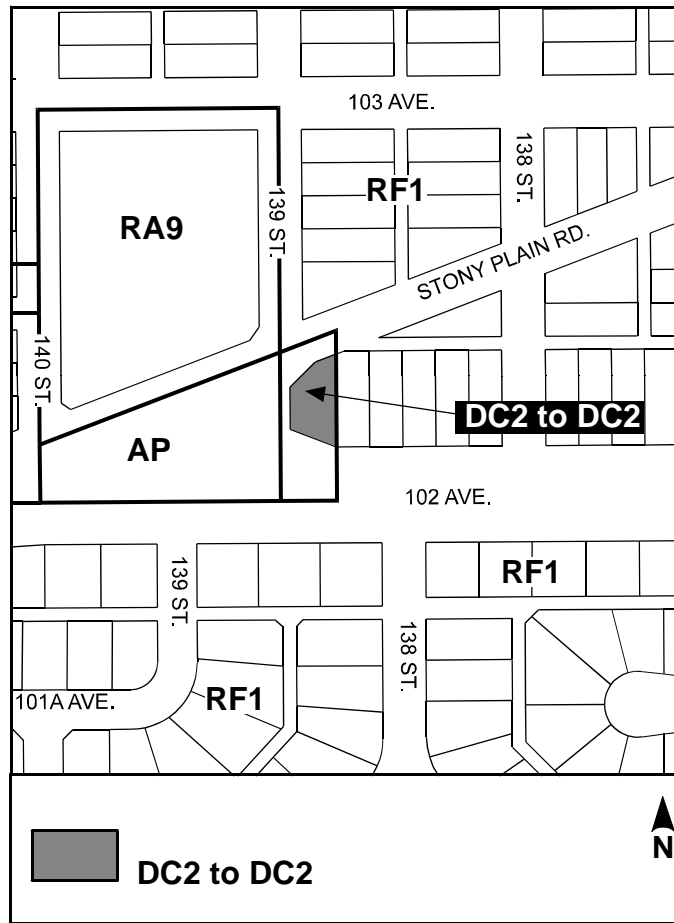 103 AVE.
138 ST.
RF1
139 ST.
RA9
STONY PLAIN RD.
140 ST.
DC2 to DC2
AP
102 AVE.
RF1
139 ST.
138 ST.
RF1
101A AVE.
N
DC2 to DC2